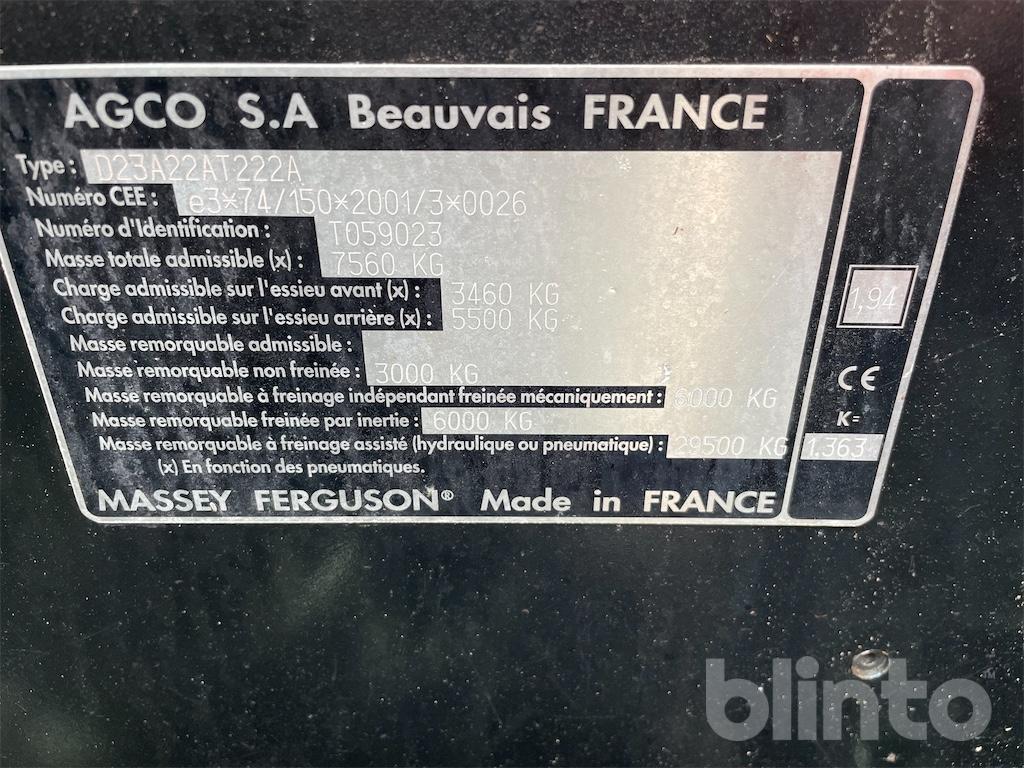 AGCO S.A Beauvais FRANCE
Type : D23A22AT222A
Numéro CEE : e3*74/150*2001/3*0026
Numéro d'Identification : T059023
Masse totale admissible (x) : 7560 KG
Charge admissible sur l'essieu avant (x) : 3460 KG
Charge admissible sur l'essieu arrière (x) : 5500 KG
Masse remorquable admissible :
Masse remorquable non freinée : 3000 KG
Masse remorquable à freinage indépendant freinée mécaniquement : 6000 KG
Masse remorquable freinée par inertie : 6000 KG
Masse remorquable à freinage assisté (hydraulique ou pneumatique) : 29500 KG
(x) En fonction des pneumatiques.
MASSEY FERGUSON® Made in FRANCE
1,94
CE
K=
blinto™